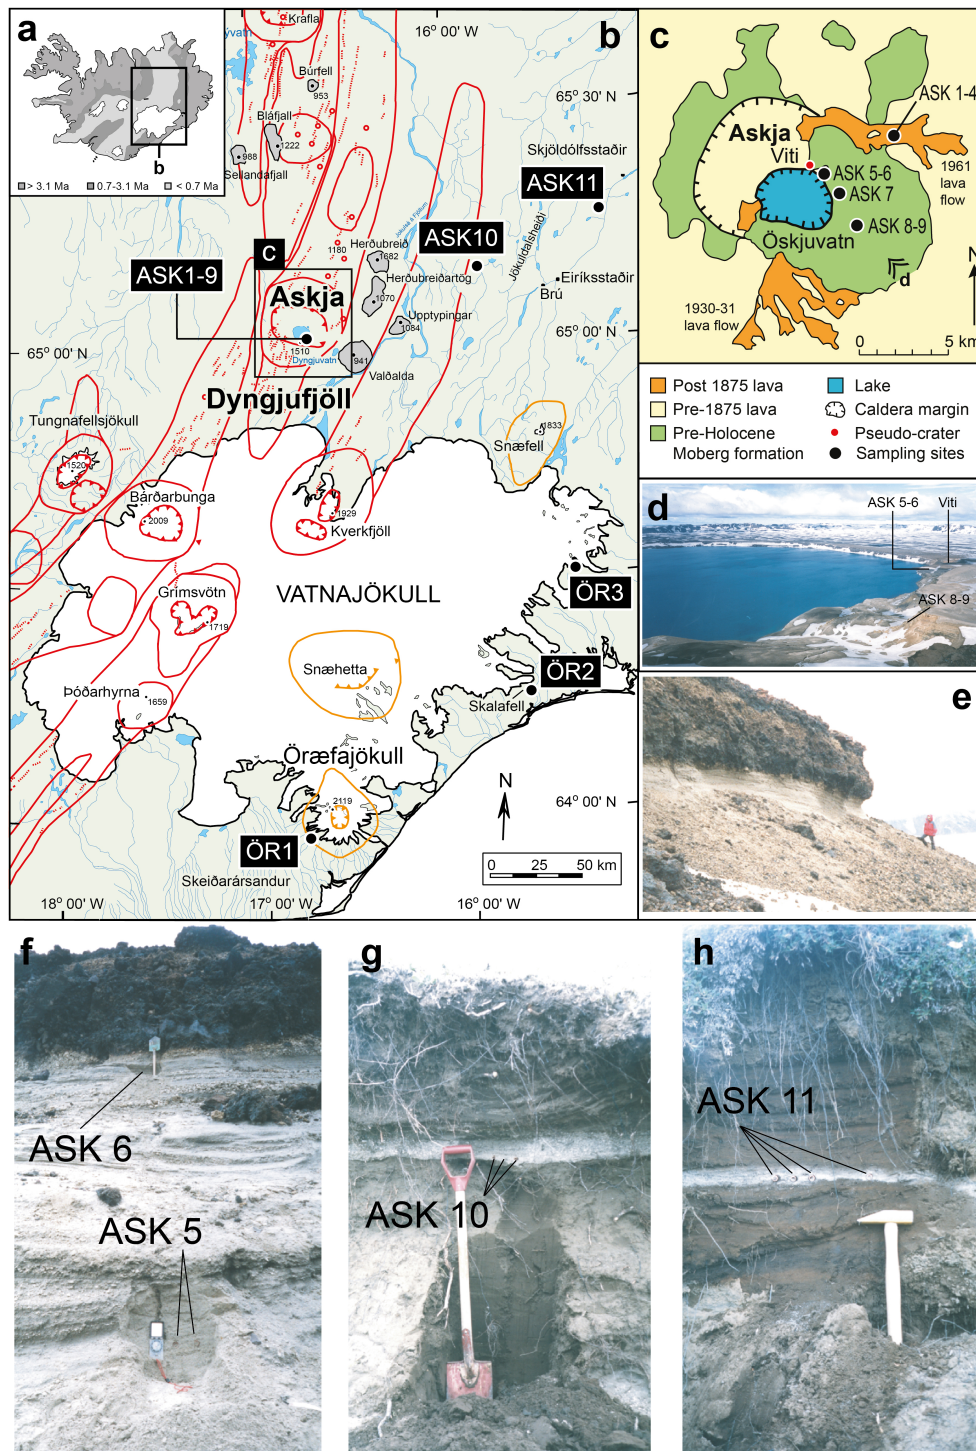 a
b
> 3.1 Ma
0.7-3.1 Ma
< 0.7 Ma
b
16° 00' W
Krafla
Búrfell
953
Bláfjall
1222
988
Sellandafjall
65° 30' N
Skjöldólfsstaðir
ASK11
Jökuldalsheiði
ASK10
Jökulsá á Fjöllum
Herðubreið
1682
1180
C
Herðubreiðartögl
1070
ASK1-9
Askja
Eiríksstaðir
Brú
Upptyppingar
1084
65° 00' N
65° 00' N
1510
Dyngjuvatn
941
Vaðalda
Dyngjufjöll
Tungnafellsjökull
1520
1833
Snæfell
Bárðarbunga
2009
1929
Kverkfjöll
Grímsvötn
1719
VATNAJÖKULL
ÖR3
Snæhetta
ÖR2
Skalafell
Þóðarhyrna
1659
Öræfajökull
2119
N
64° 00' N
ÖR1
0 25 50 km
Skeiðarársandur
18° 00' W
17° 00' W
16° 00' W
c
ASK 1-4
Askja
Viti
ASK 5-6
ASK 7
1961
lava
flow
ASK 8-9
Öskjuvatn
d
N
1930-31
lava flow
0 5 km
Post 1875 lava
Pre-1875 lava
Pre-Holocene
Moberg formation
Lake
Caldera margin
Pseudo-crater
Sampling sites
d
ASK 5-6
Viti
ASK 8-9
e
f
ASK 6
ASK 5
g
ASK 10
h
ASK 11